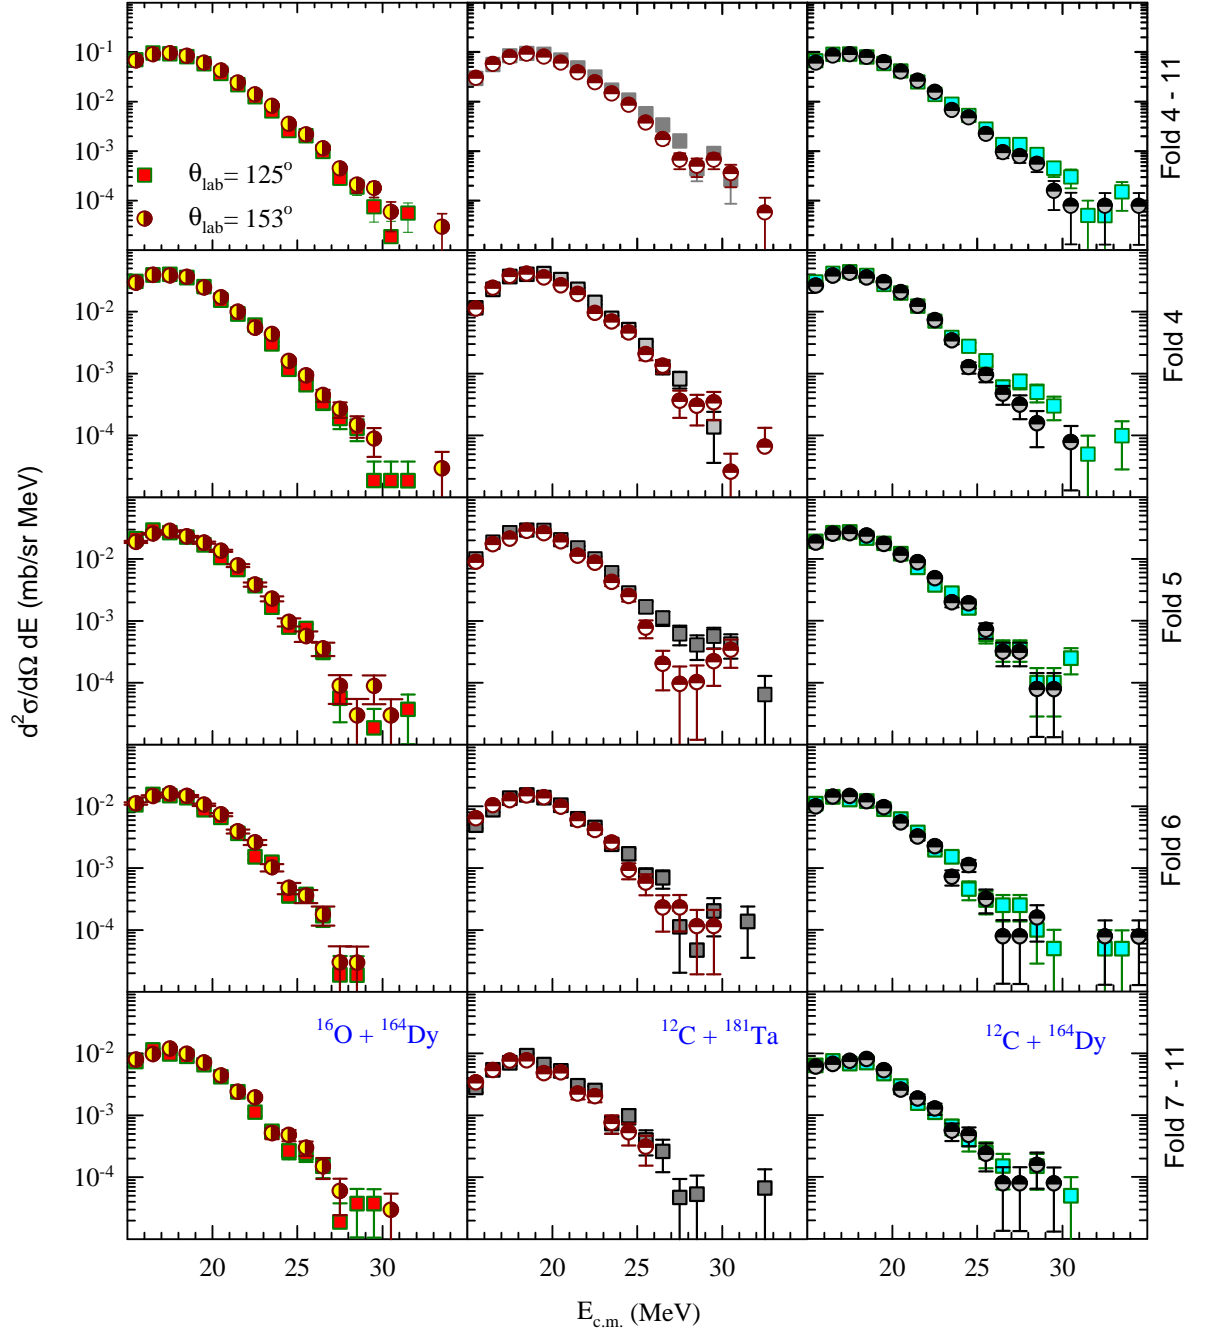 10⁻¹
10⁻²
10⁻³
10⁻⁴
θ_lab= 125°
θ_lab= 153°
Fold 4 - 11
10⁻²
10⁻³
10⁻⁴
Fold 4
10⁻²
10⁻³
10⁻⁴
Fold 5
10⁻²
10⁻³
10⁻⁴
Fold 6
10⁻²
10⁻³
10⁻⁴
¹⁶O + ¹⁶⁴Dy
¹²C + ¹⁸¹Ta
¹²C + ¹⁶⁴Dy
Fold 7 - 11
d²σ/dΩ dE (mb/sr MeV)
20 25 30 20 25 30 20 25 30
E_c.m. (MeV)